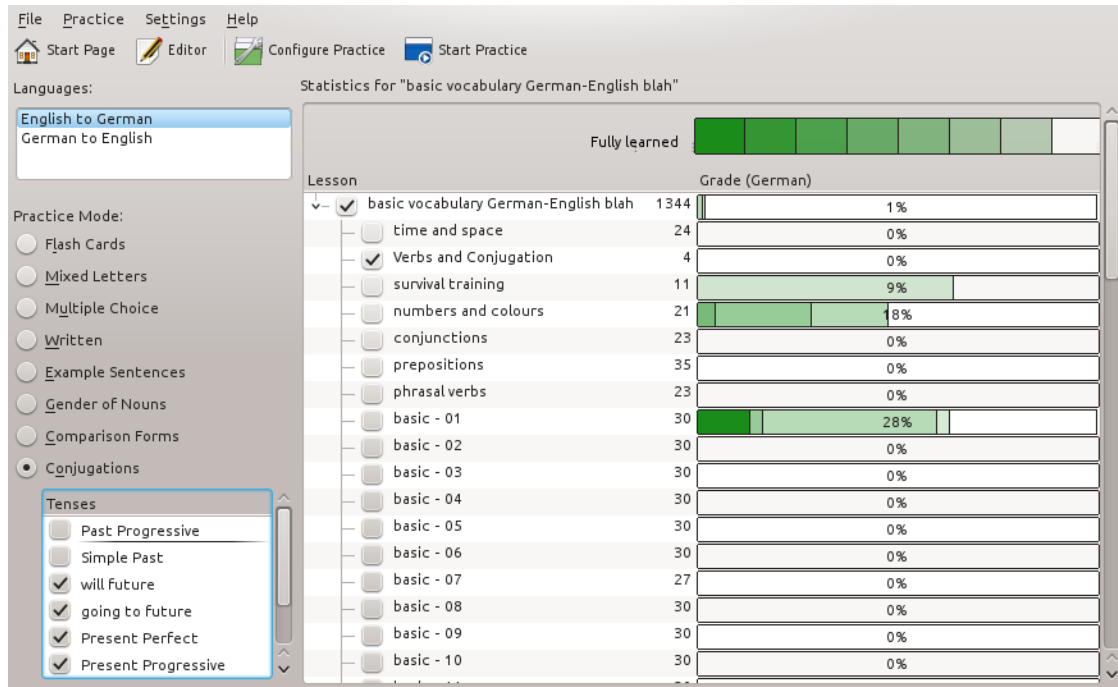 File Practice Settings Help
Start Page Editor Configure Practice Start Practice
Languages:
English to German
German to English
Practice Mode:
Flash Cards
Mixed Letters
Multiple Choice
Written
Example Sentences
Gender of Nouns
Comparison Forms
Conjugations
Tenses
Past Progressive
Simple Past
will future
going to future
Present Perfect
Present Progressive
Statistics for "basic vocabulary German-English blah"
Fully learned
Lesson Grade (German)
basic vocabulary German-English blah 1344 1%
time and space 24 0%
Verbs and Conjugation 4 0%
survival training 11 9%
numbers and colours 21 18%
conjunctions 23 0%
prepositions 35 0%
phrasal verbs 23 0%
basic - 01 30 28%
basic - 02 30 0%
basic - 03 30 0%
basic - 04 30 0%
basic - 05 30 0%
basic - 06 30 0%
basic - 07 27 0%
basic - 08 30 0%
basic - 09 30 0%
basic - 10 30 0%